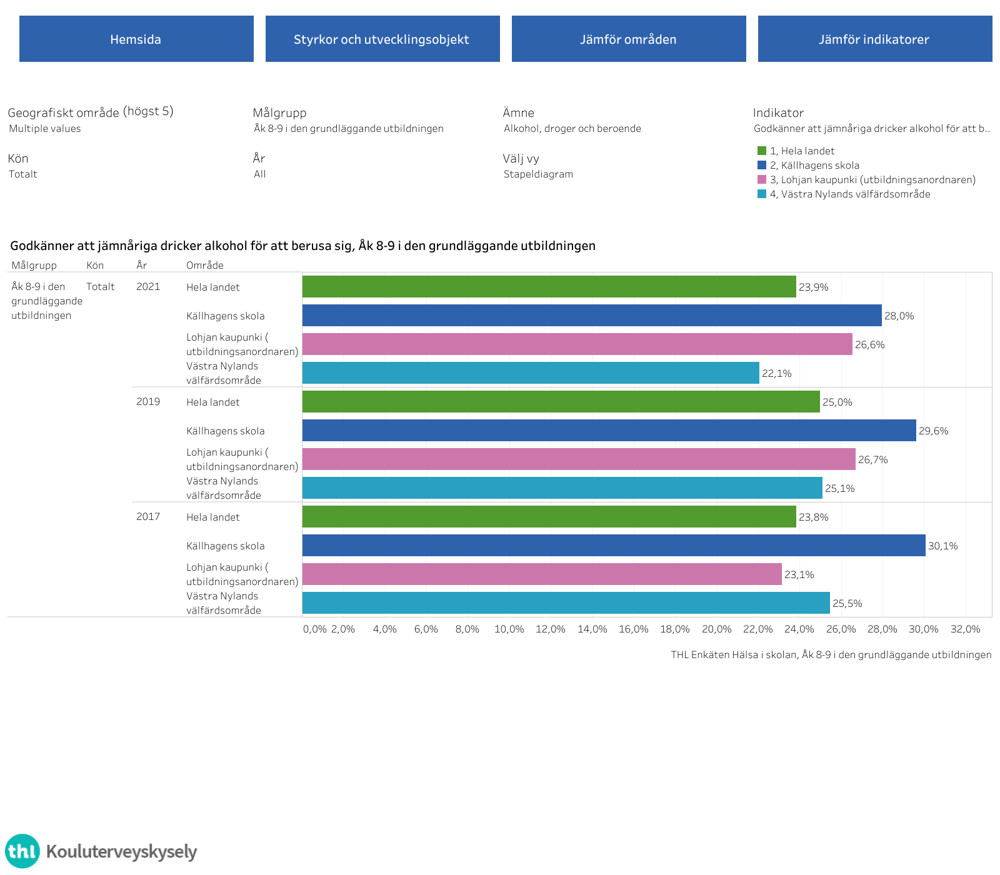 Hemsida
Styrkor och utvecklingsobjekt
Jämför områden
Jämför indikatorer
Geografiskt område (högst 5)
Multiple values
Målgrupp
Åk 8-9 i den grundläggande utbildningen
Ämne
Alkohol, droger och beroende
Indikator
Godkänner att jämnåriga dricker alkohol för att b..
Kön
Totalt
År
All
Välj vy
Stapeldiagram
1, Hela landet
2, Källhagens skola
3, Lohjan kaupunki (utbildningsanordnaren)
4, Västra Nylands välfärdsområde
Godkänner att jämnåriga dricker alkohol för att berusa sig, Åk 8-9 i den grundläggande utbildningen
Målgrupp Kön År Område
Åk 8-9 i den
grundläggande
utbildningen
Totalt
2021
Hela landet
23,9%
Källhagens skola
28,0%
Lohjan kaupunki (
utbildningsanordnaren)
26,6%
Västra Nylands
välfärdsområde
22,1%
2019
Hela landet
25,0%
Källhagens skola
29,6%
Lohjan kaupunki (
utbildningsanordnaren)
26,7%
Västra Nylands
välfärdsområde
25,1%
2017
Hela landet
23,8%
Källhagens skola
30,1%
Lohjan kaupunki (
utbildningsanordnaren)
23,1%
Västra Nylands
välfärdsområde
25,5%
0,0% 2,0% 4,0% 6,0% 8,0% 10,0% 12,0% 14,0% 16,0% 18,0% 20,0% 22,0% 24,0% 26,0% 28,0% 30,0% 32,0%
THL Enkäten Hälsa i skolan, Åk 8-9 i den grundläggande utbildningen
thl Kouluterveyskysely